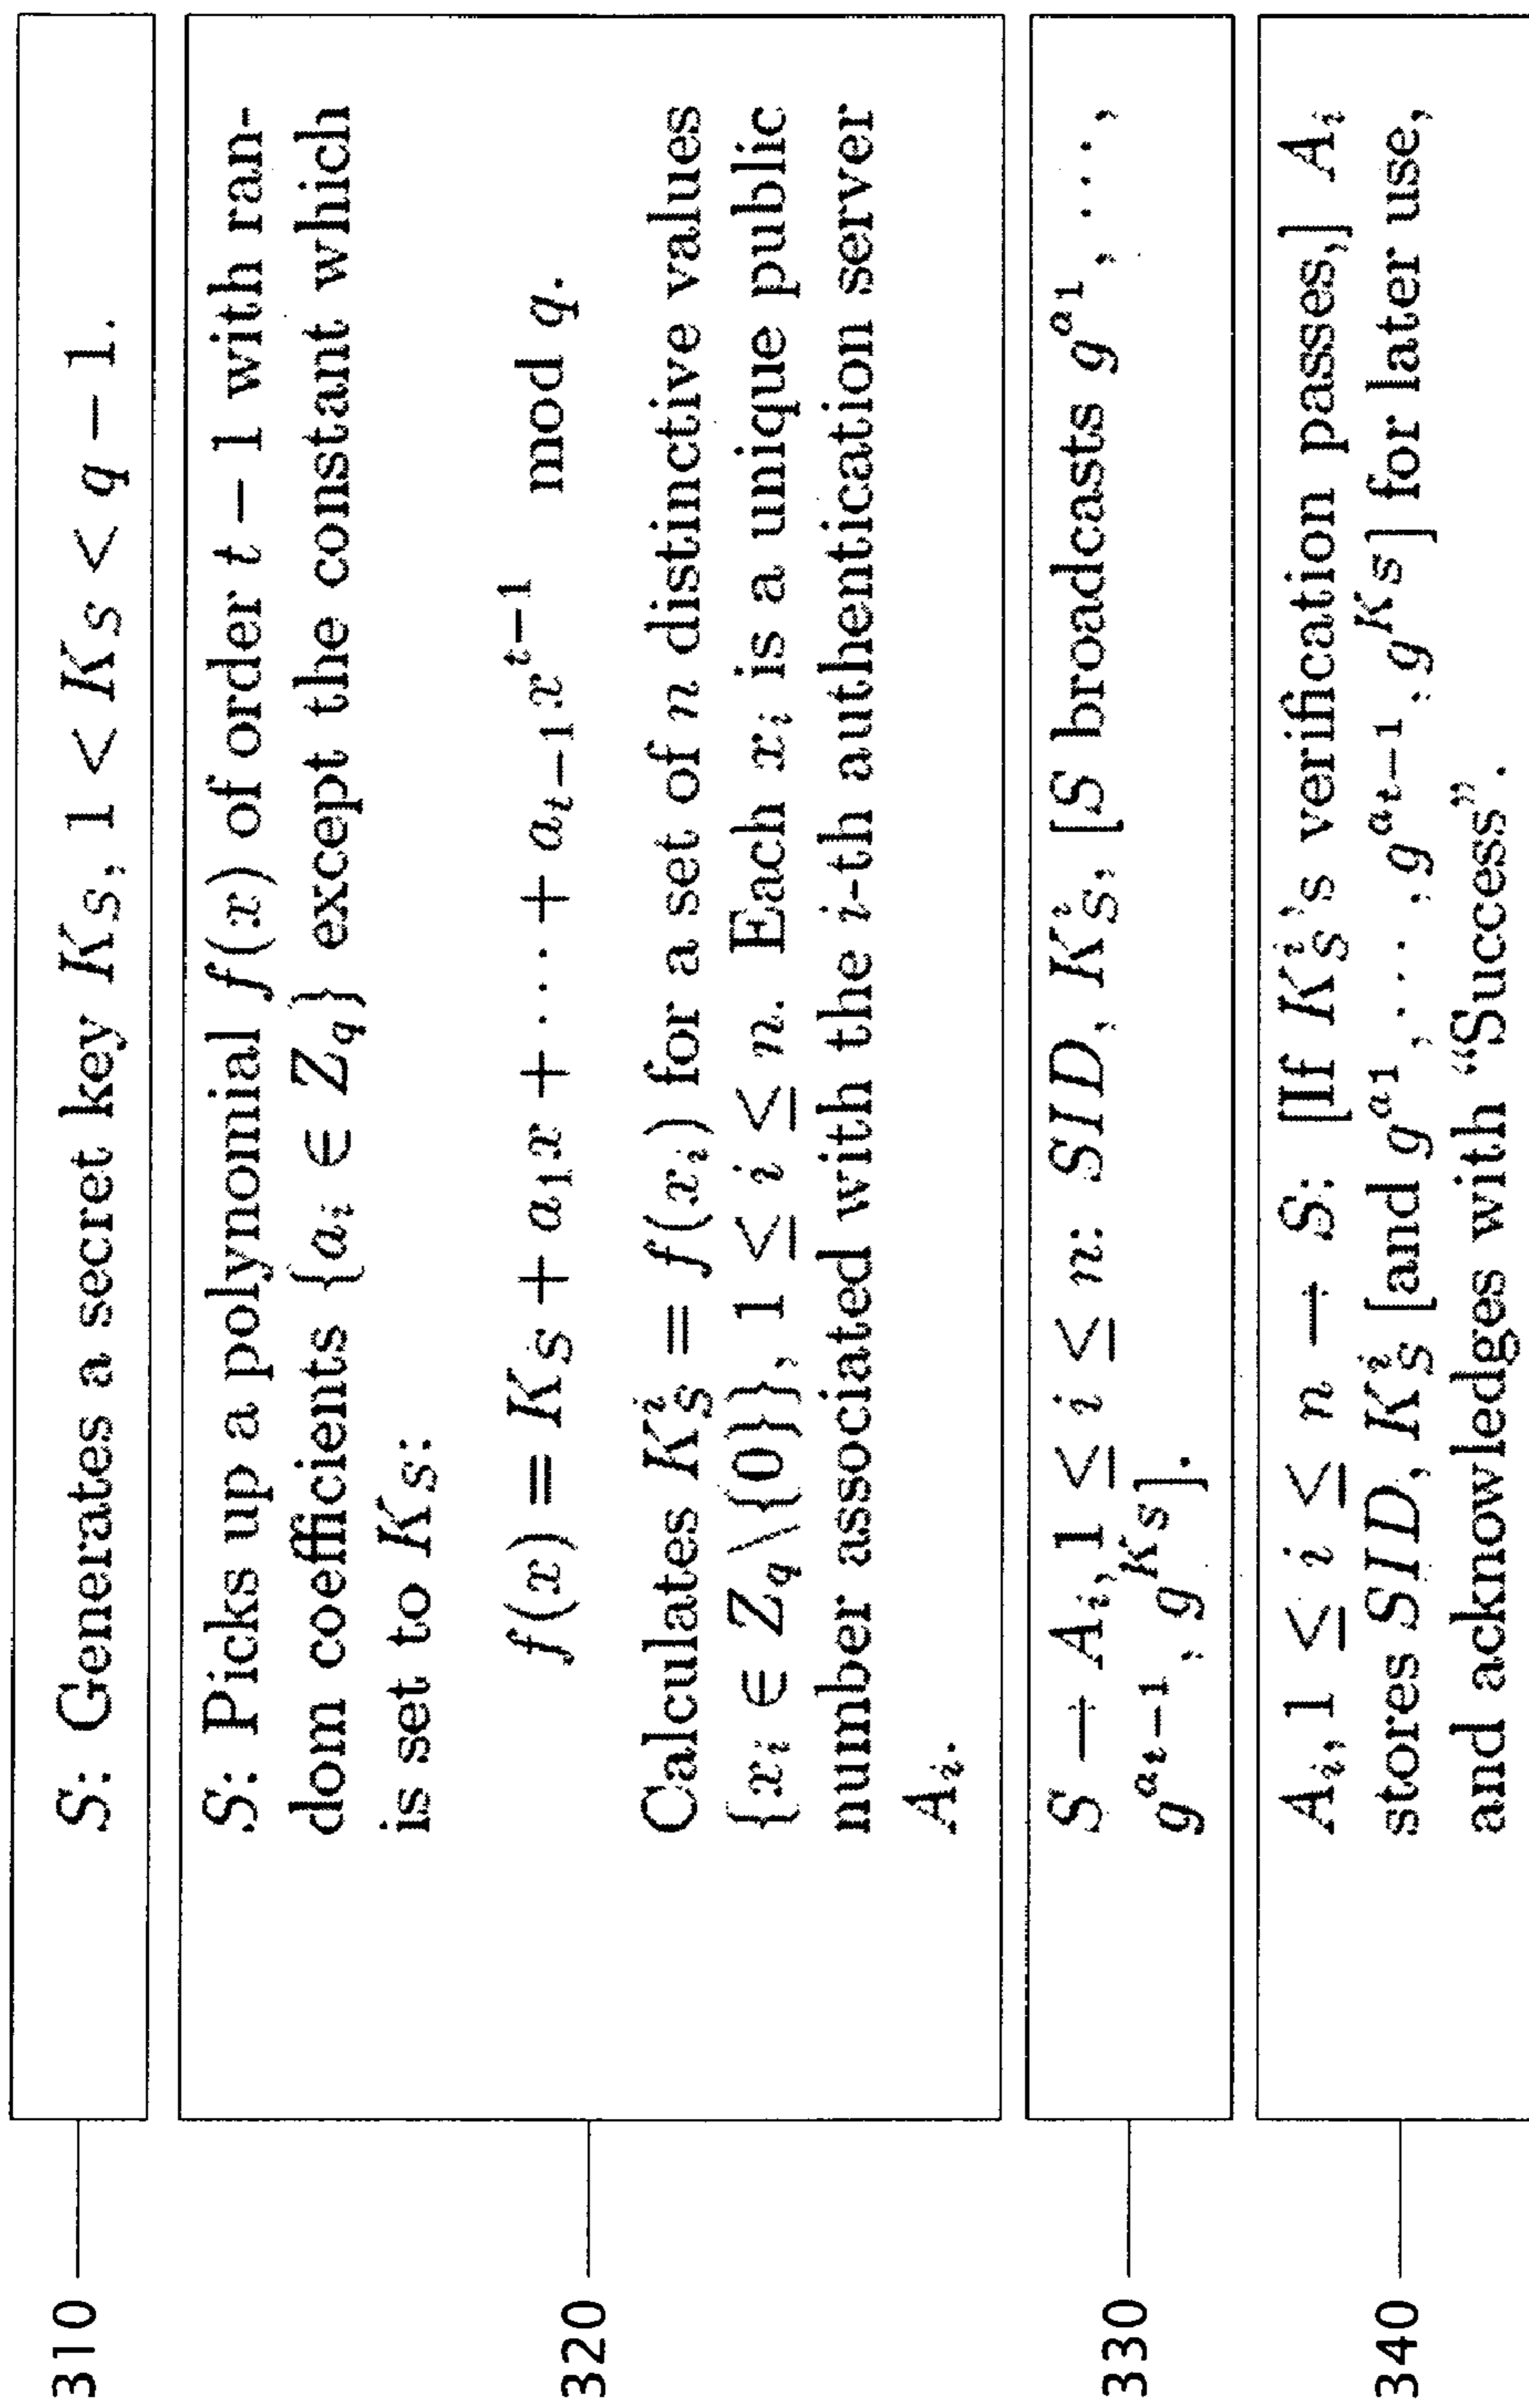 310
S: Generates a secret key K_S, 1 < K_S < q − 1.
320
S: Picks up a polynomial f(x) of order t − 1 with ran-
dom coefficients {a_i ∈ Z_q} except the constant which
is set to K_S:
f(x) = K_S + a_1x + ··· + a_{t−1}x^{t−1} mod q.
Calculates K_S^i = f(x_i) for a set of n distinctive values
{x_i ∈ Z_q\{0}}, 1 ≤ i ≤ n. Each x_i is a unique public
number associated with the i-th authentication server
A_i.
330
S → A_i, 1 ≤ i ≤ n: SID, K_S^i, [S broadcasts g^{a_1}, ...,
g^{a_{t−1}}, g^{K_S}].
340
A_i, 1 ≤ i ≤ n → S: [If K_S^i's verification passes,] A_i
stores SID, K_S^i [and g^{a_1}, ..., g^{a_{t−1}}, g^{K_S}] for later use,
and acknowledges with “Success”.